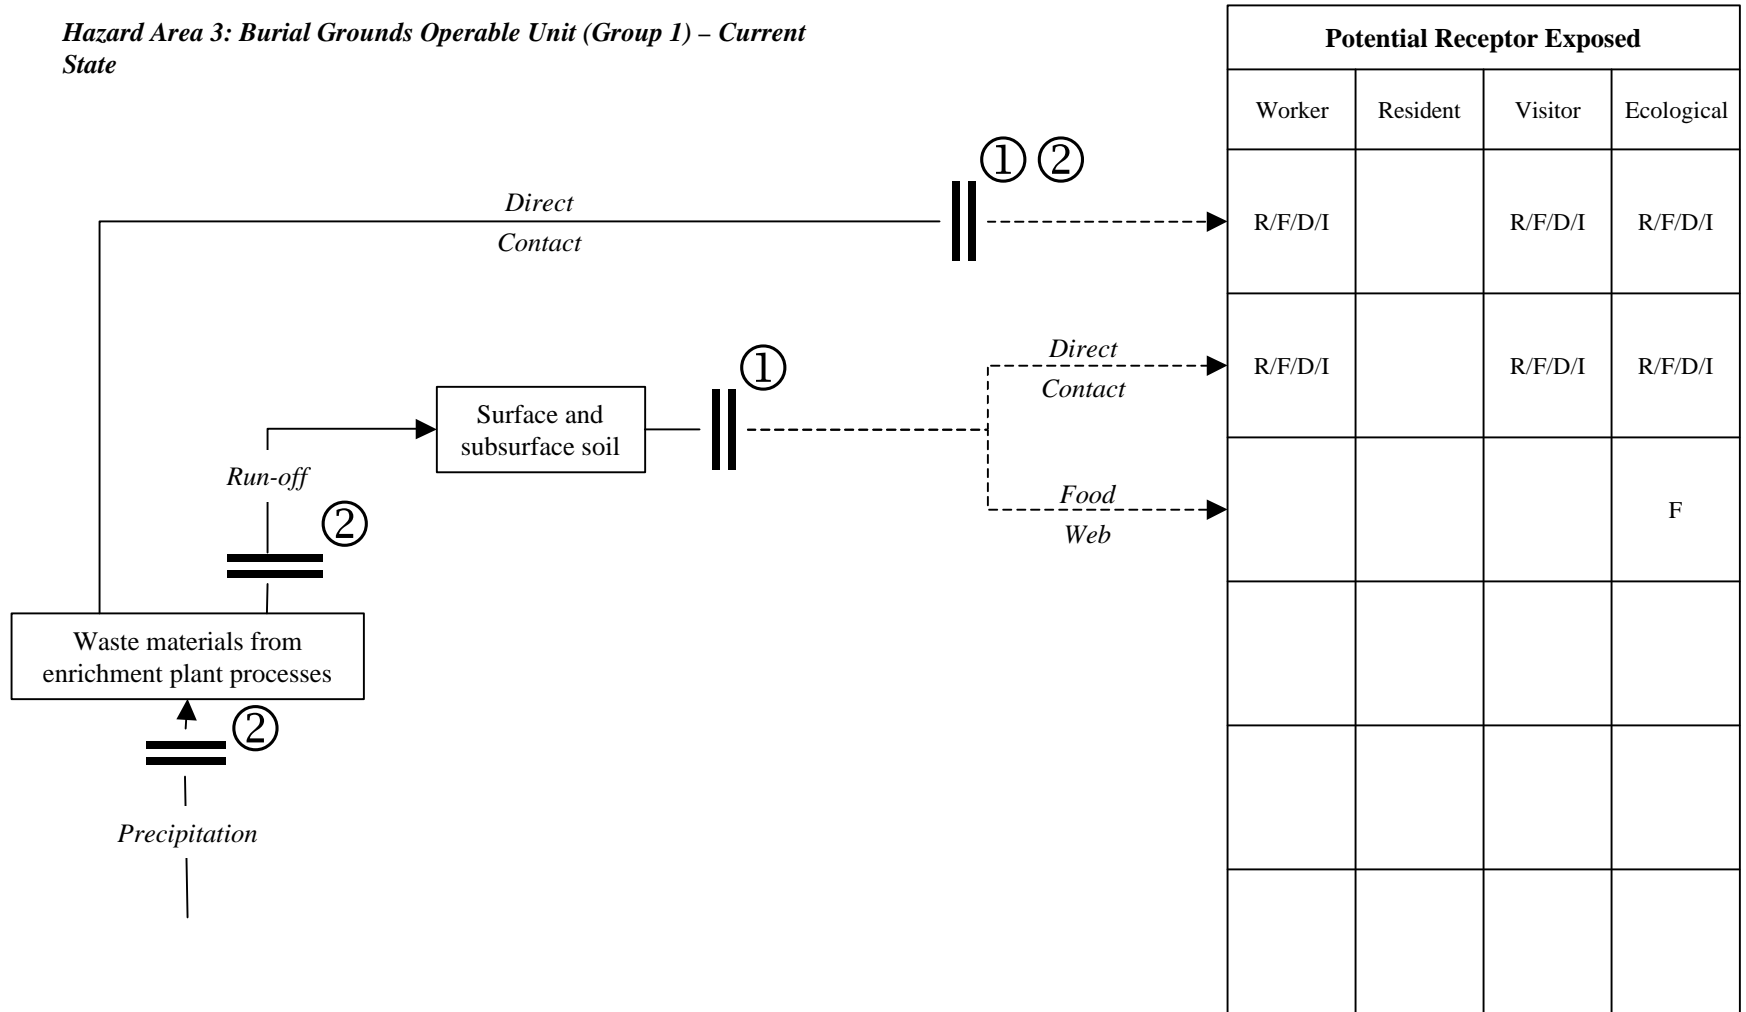 Hazard Area 3: Burial Grounds Operable Unit (Group 1) – Current
State
Potential Receptor Exposed
Worker Resident Visitor Ecological
① ②
Direct
Contact
R/F/D/I R/F/D/I R/F/D/I
①
Direct
Contact
R/F/D/I R/F/D/I R/F/D/I
Surface and
subsurface soil
Run-off
Food
Web
F
②
Waste materials from
enrichment plant processes
②
Precipitation